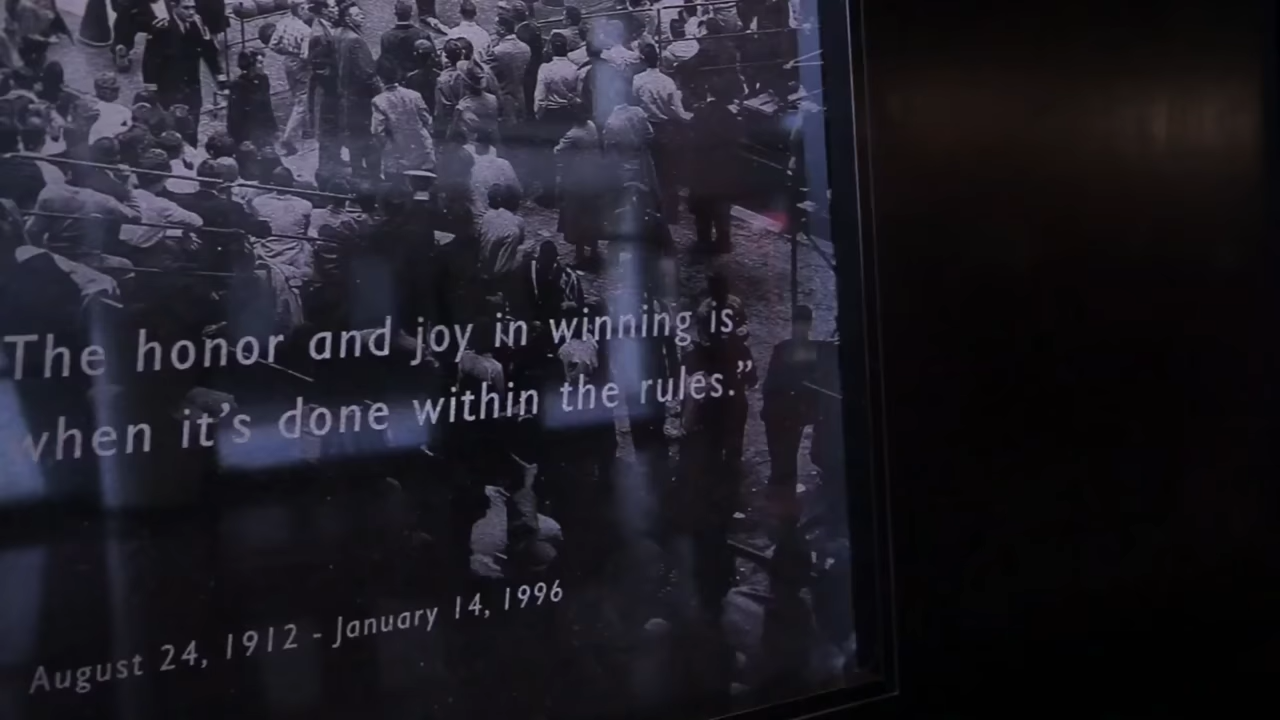 The honor and joy in winning is
when it's done within the rules.”
August 24, 1912 - January 14, 1996